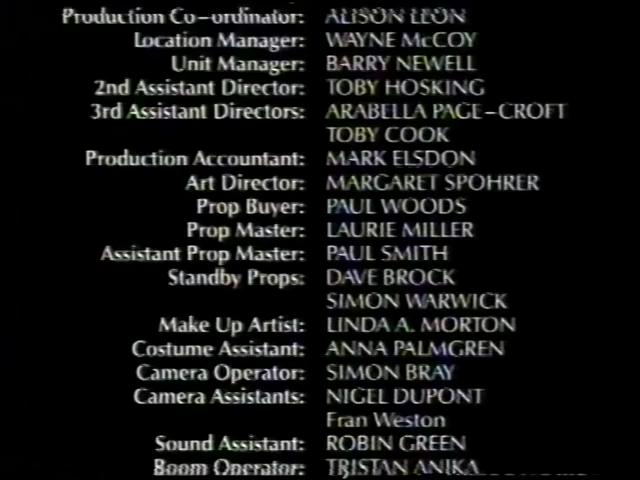 Production Co-ordinator: ALISON LEON
Location Manager: WAYNE McCOY
Unit Manager: BARRY NEWELL
2nd Assistant Director: TOBY HOSKING
3rd Assistant Directors: ARABELLA PAGE-CROFT
TOBY COOK
Production Accountant: MARK ELSDON
Art Director: MARGARET SPOHRER
Prop Buyer: PAUL WOODS
Prop Master: LAURIE MILLER
Assistant Prop Master: PAUL SMITH
Standby Props: DAVE BROCK
SIMON WARWICK
Make Up Artist: LINDA A. MORTON
Costume Assistant: ANNA PALMGREN
Camera Operator: SIMON BRAY
Camera Assistants: NIGEL DUPONT
Fran Weston
Sound Assistant: ROBIN GREEN
Boom Operator: TRISTAN ANIKA